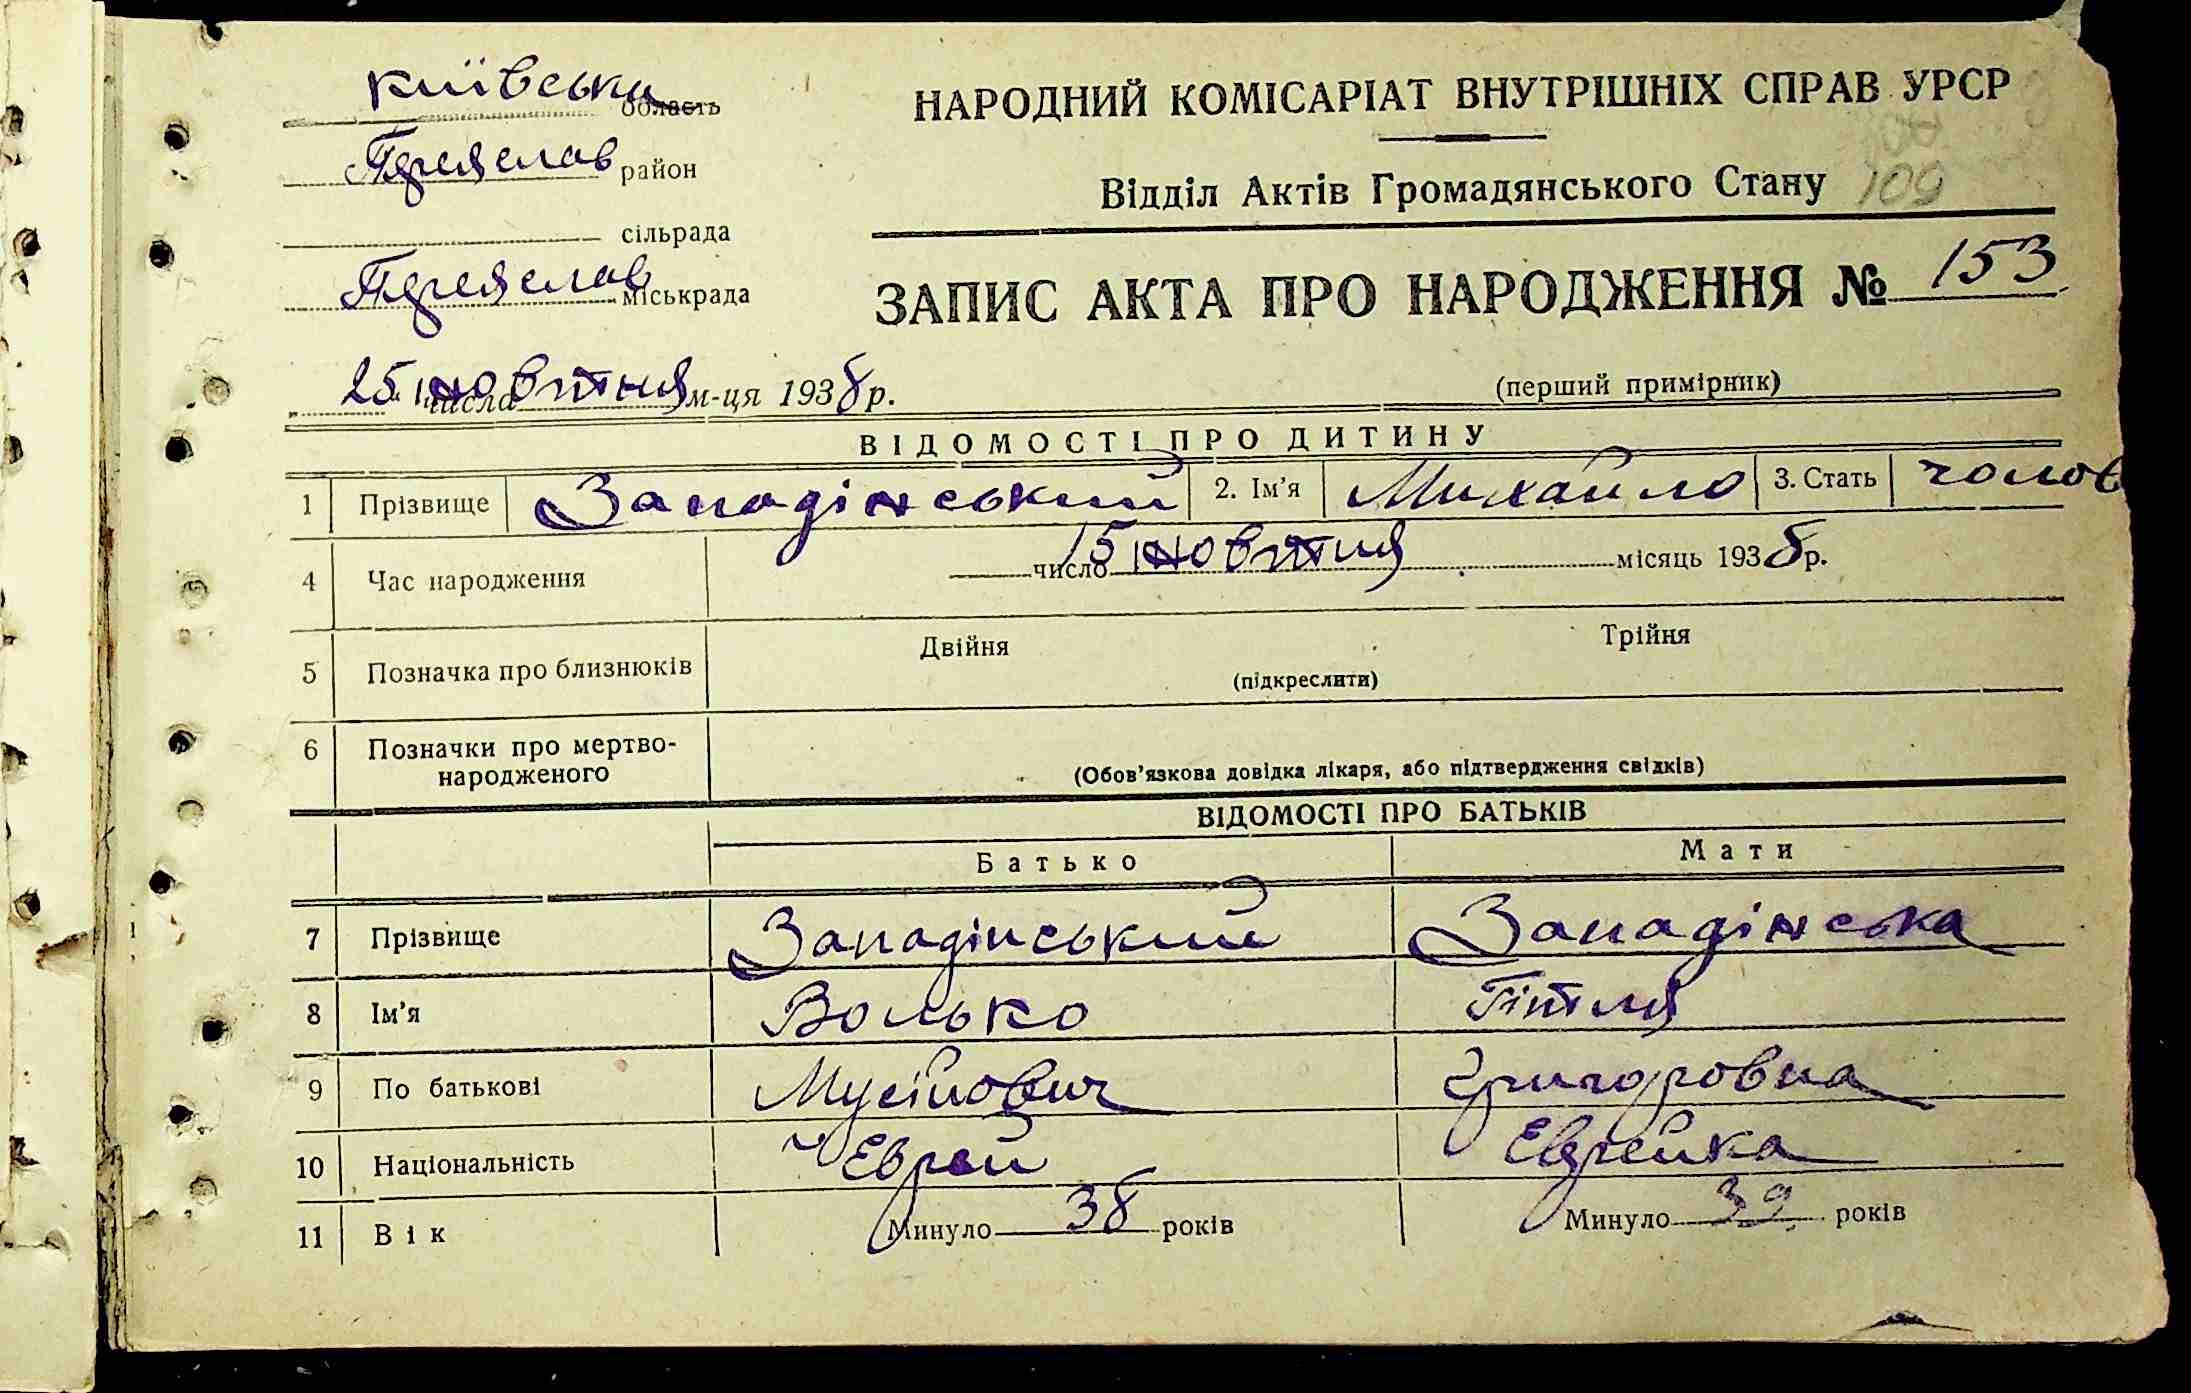 Київська область
НАРОДНИЙ КОМІСАРІАТ ВНУТРІШНІХ СПРАВ УРСР
Переяслав район
Відділ Актів Громадянського Стану 109
сільрада
Переяслав міськрада
ЗАПИС АКТА ПРО НАРОДЖЕННЯ № 153
25 числа жовтня м-ця 1938 р.
(перший примірник)
ВІДОМОСТІ ПРО ДИТИНУ
1 Прізвище Западінський 2. Ім'я Михайло 3. Стать чолов
4 Час народження 15 число жовтня місяць 1938 р.
5 Позначка про близнюків Двійня Трійня
(підкреслити)
6 Позначки про мертво-
народженого
(Обов'язкова довідка лікаря, або підтвердження свідків)
ВІДОМОСТІ ПРО БАТЬКІВ
Батько Мати
7 Прізвище Западінський Западінська
8 Ім'я Волько Гітля
9 По батькові Мусійович Григоровна
10 Національність Еврей Еврейка
11 Вік Минуло 38 років Минуло 39 років